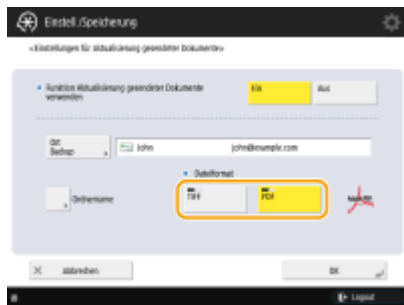 Einstell./Speicherung
<Einstellungen für Aktualisierung gesendeter Dokumente>
Funktion Aktualisierung gesendeter Dokumente
verwenden
Ein
Aus
Ort
Backup
John
john@example.com
Dateiformat
Ordnername
TIFF
PDF
Abbrechen
OK
Logout